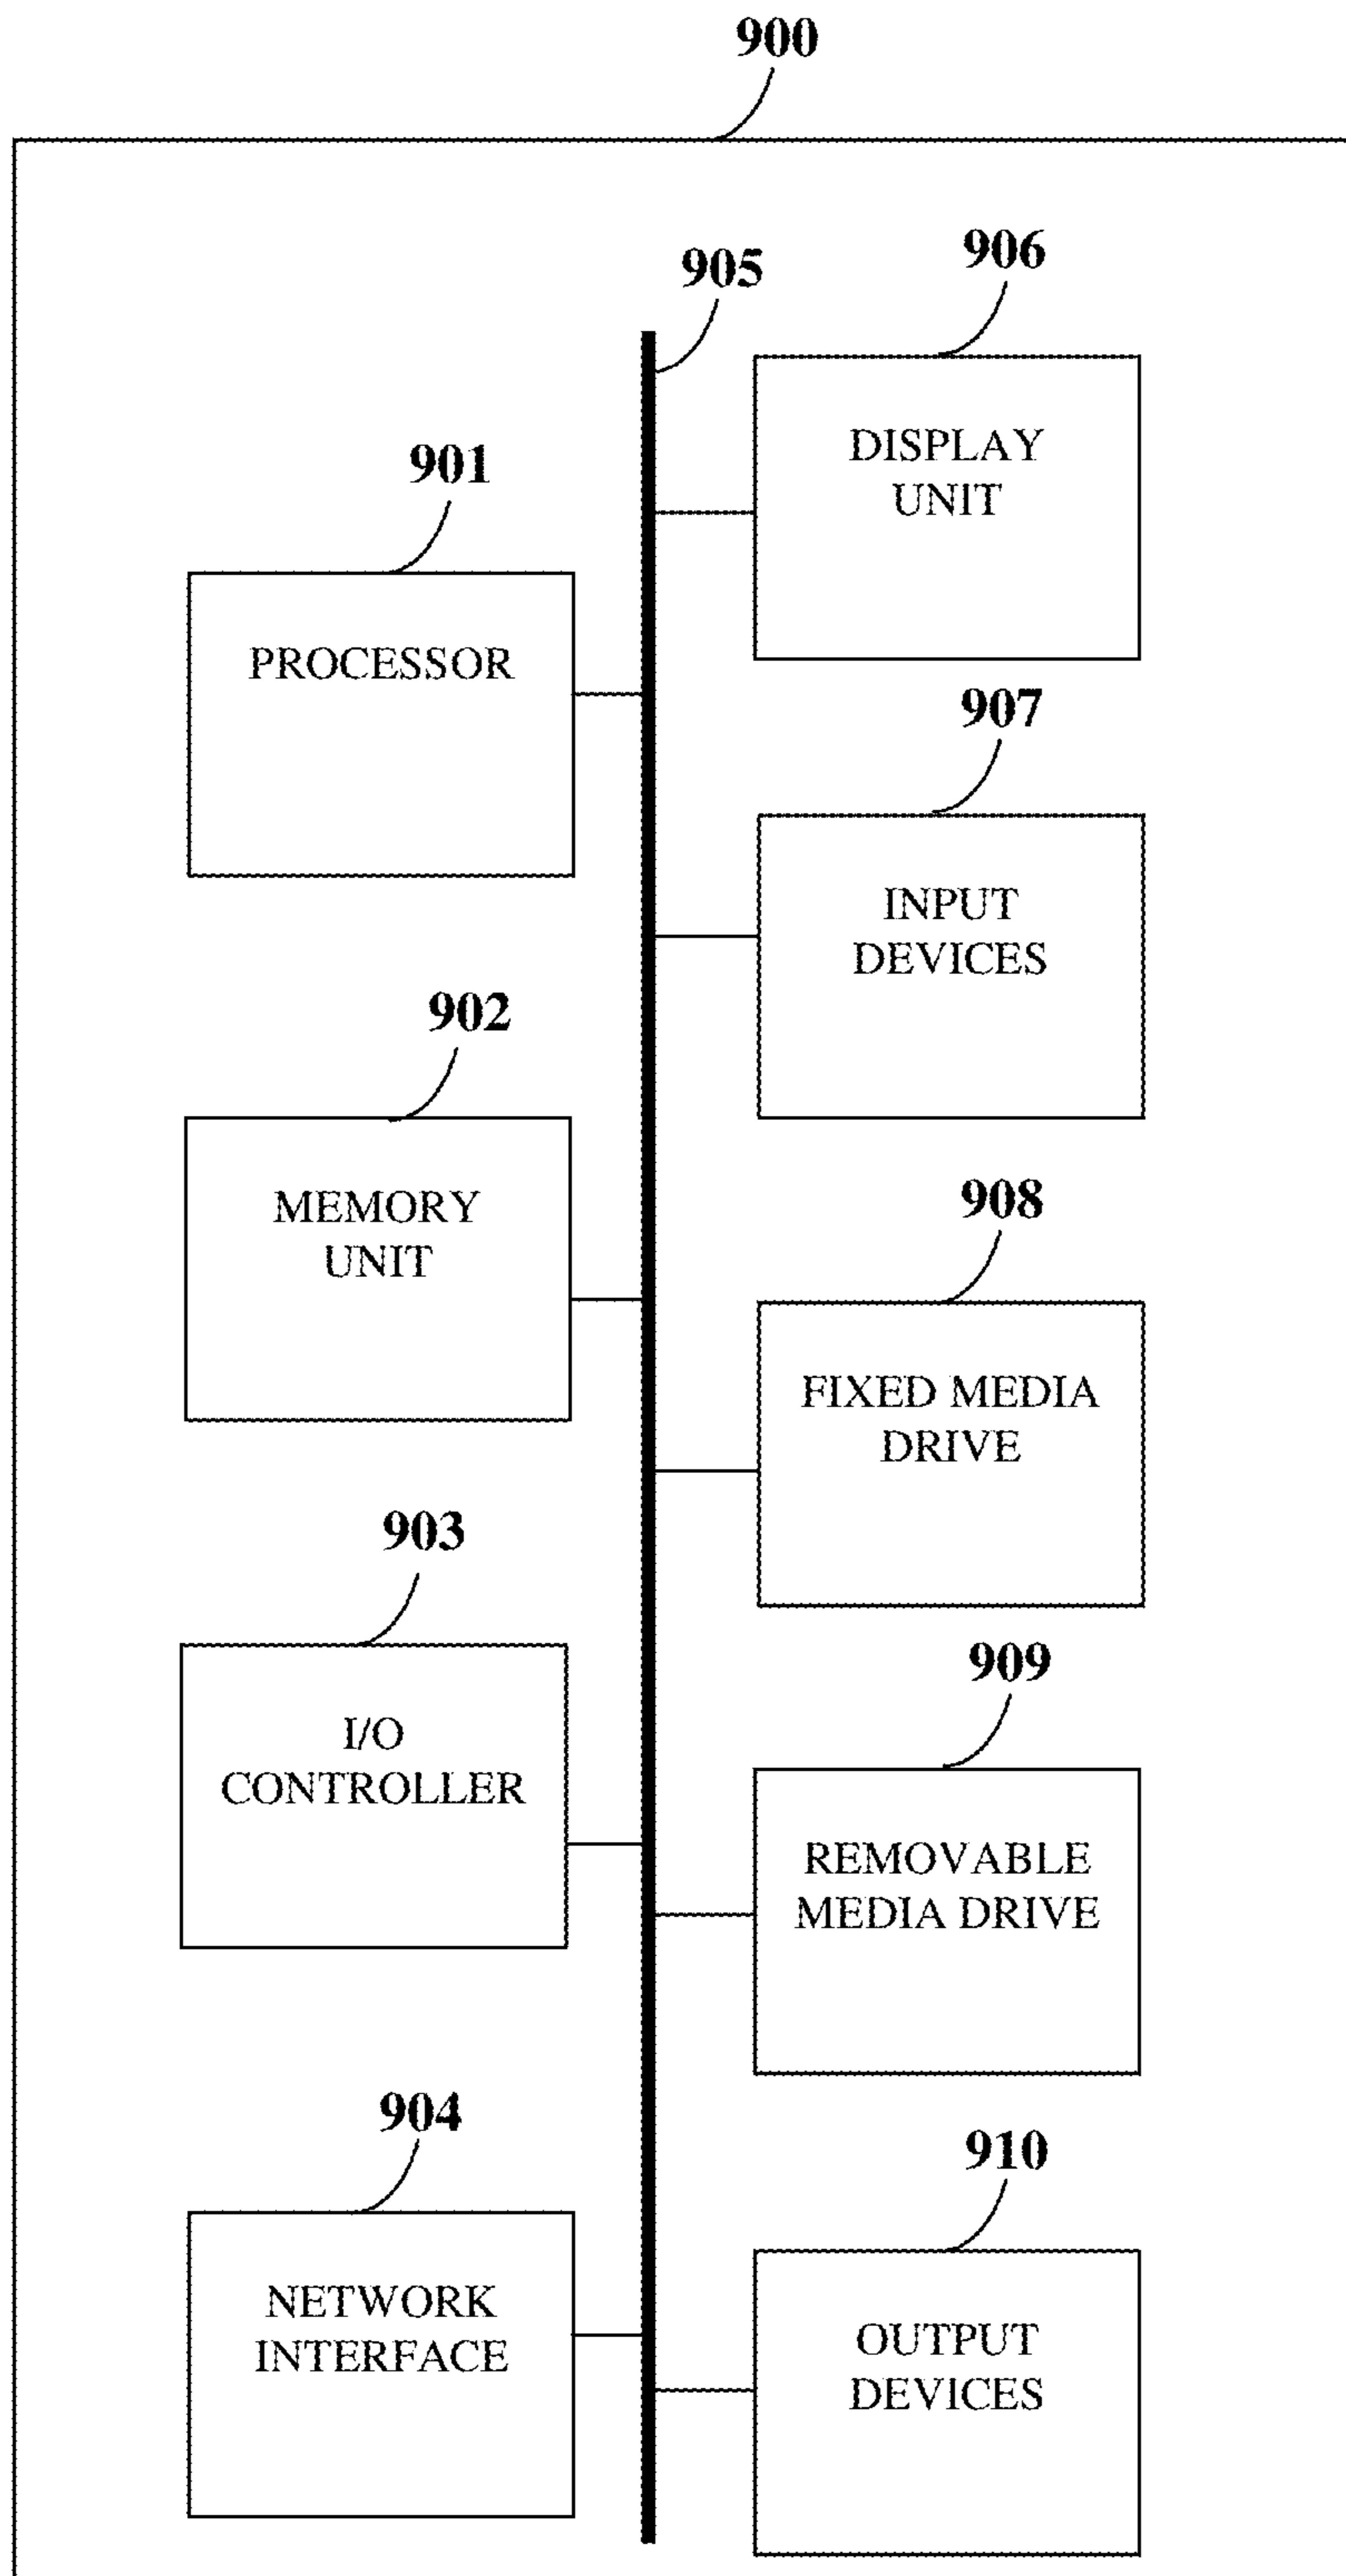 900
905
906
DISPLAY
UNIT
901
PROCESSOR
907
INPUT
DEVICES
902
MEMORY
UNIT
908
FIXED MEDIA
DRIVE
903
I/O
CONTROLLER
909
REMOVABLE
MEDIA DRIVE
904
NETWORK
INTERFACE
910
OUTPUT
DEVICES